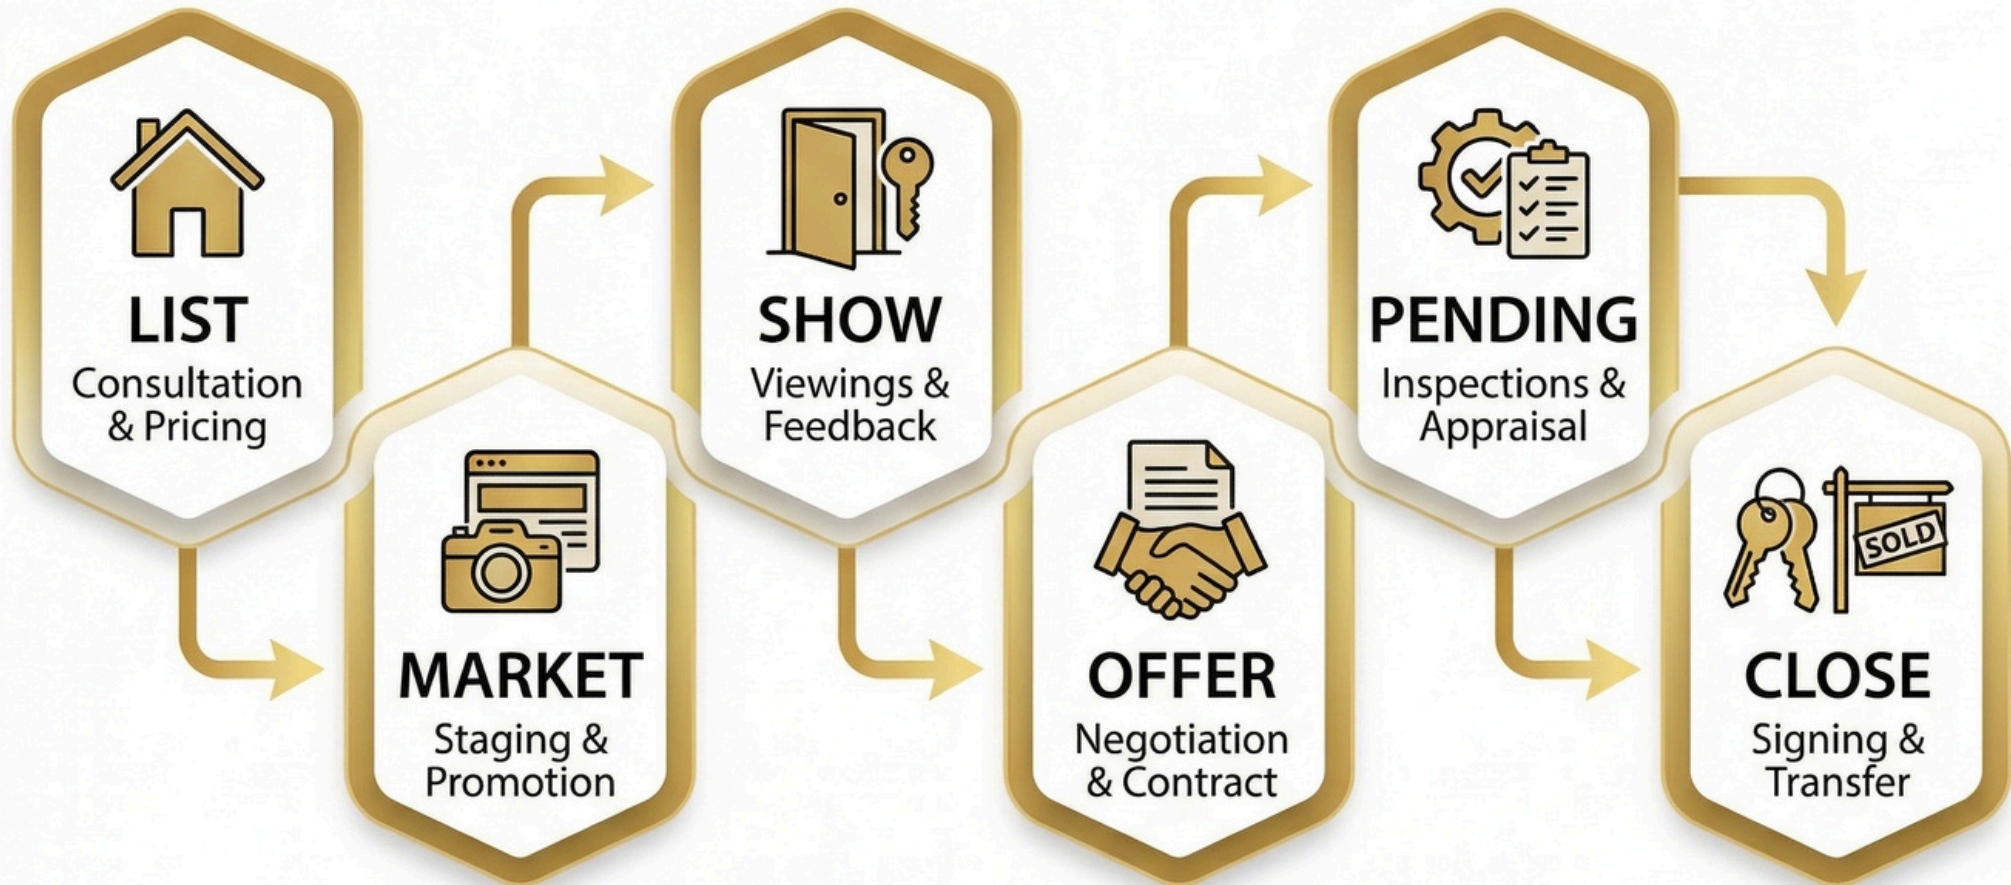 LIST
Consultation
& Pricing
MARKET
Staging &
Promotion
SHOW
Viewings &
Feedback
OFFER
Negotiation
& Contract
PENDING
Inspections &
Appraisal
SOLD
CLOSE
Signing &
Transfer